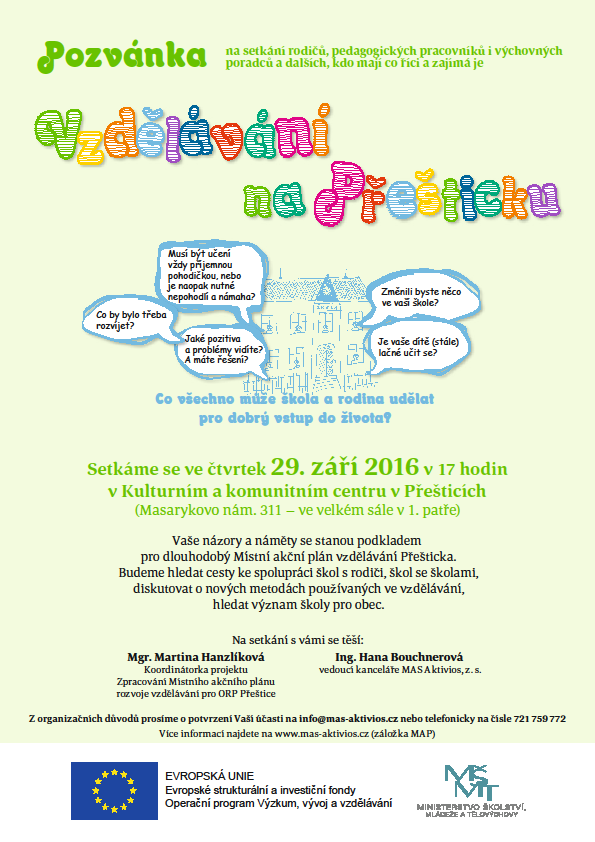 Pozvánka
na setkání rodičů, pedagogických pracovníků i výchovných
poradců a dalších, kdo mají co říci a zajímá je
Vzdělávání
na Přešticku
Musí být učení
vždy příjemnou
pohodičkou, nebo
je naopak nutné
nepohodlí a námaha?
Co by bylo třeba
rozvíjet?
Jaké pozitiva
a problémy vidíte?
A máte řešení?
Změnili byste něco
ve vaší škole?
Je vaše dítě (stále)
lačné učit se?
ŠKOLA
Co všechno může škola a rodina udělat
pro dobrý vstup do života?
Setkáme se ve čtvrtek 29. září 2016 v 17 hodin
v Kulturním a komunitním centru v Přešticích
(Masarykovo nám. 311 – ve velkém sále v 1. patře)
Vaše názory a náměty se stanou podkladem
pro dlouhodobý Místní akční plán vzdělávání Přešticka.
Budeme hledat cesty ke spolupráci škol s rodiči, škol se školami,
diskutovat o nových metodách používaných ve vzdělávání,
hledat význam školy pro obec.
Na setkání s vámi se těší:
Mgr. Martina Hanzlíková
Koordinátorka projektu
Zpracování Místního akčního plánu
rozvoje vzdělávání pro ORP Přeštice
Ing. Hana Bouchnerová
vedoucí kanceláře MAS Aktivios, z. s.
Z organizačních důvodů prosíme o potvrzení Vaší účasti na info@mas-aktivios.cz nebo telefonicky na čísle 721 759 772
Více informací najdete na www.mas-aktivios.cz (záložka MAP)
EVROPSKÁ UNIE
Evropské strukturální a investiční fondy
Operační program Výzkum, vývoj a vzdělávání
MŠMT
MINISTERSTVO ŠKOLSTVÍ,
MLÁDEŽE A TĚLOVÝCHOVY